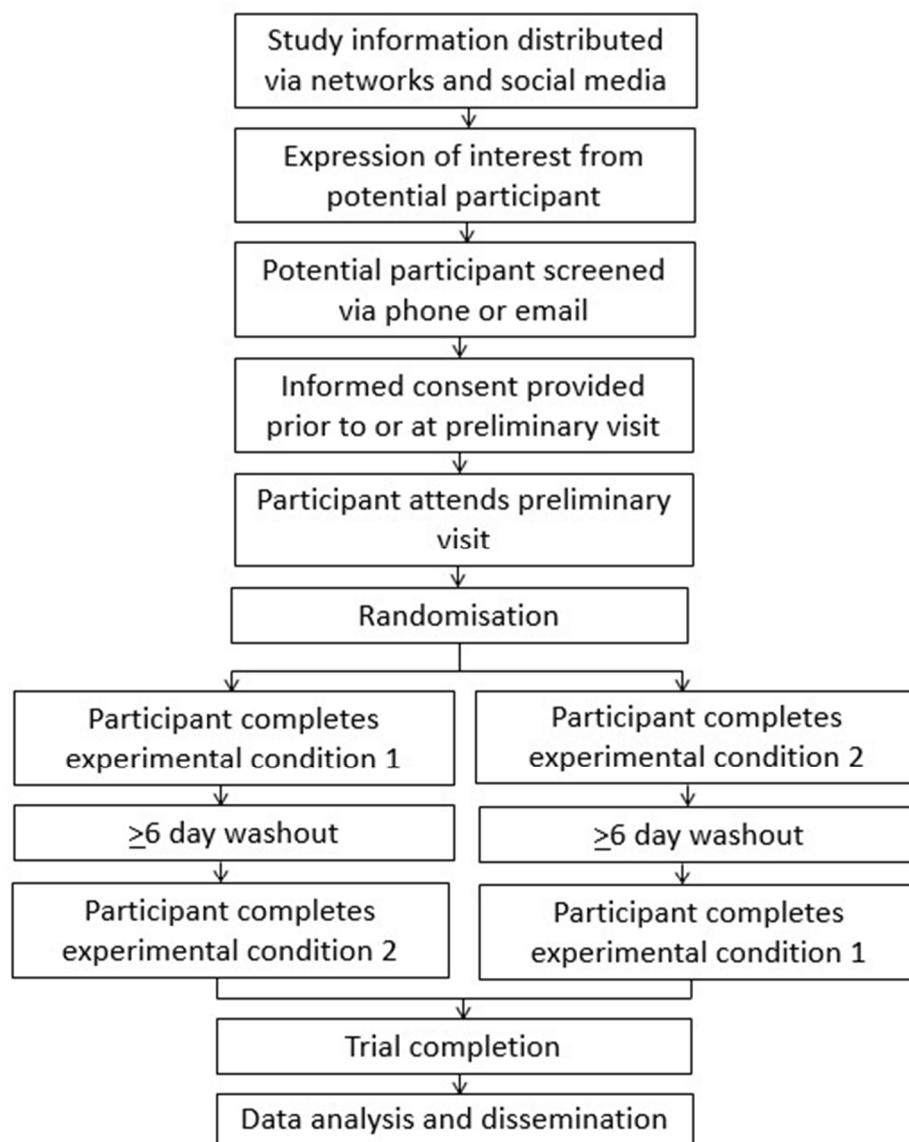 Study information distributed
via networks and social media
Expression of interest from
potential participant
Potential participant screened
via phone or email
Informed consent provided
prior to or at preliminary visit
Participant attends preliminary
visit
Randomisation
Participant completes
experimental condition 1
≥6 day washout
Participant completes
experimental condition 2
Participant completes
experimental condition 2
≥6 day washout
Participant completes
experimental condition 1
Trial completion
Data analysis and dissemination